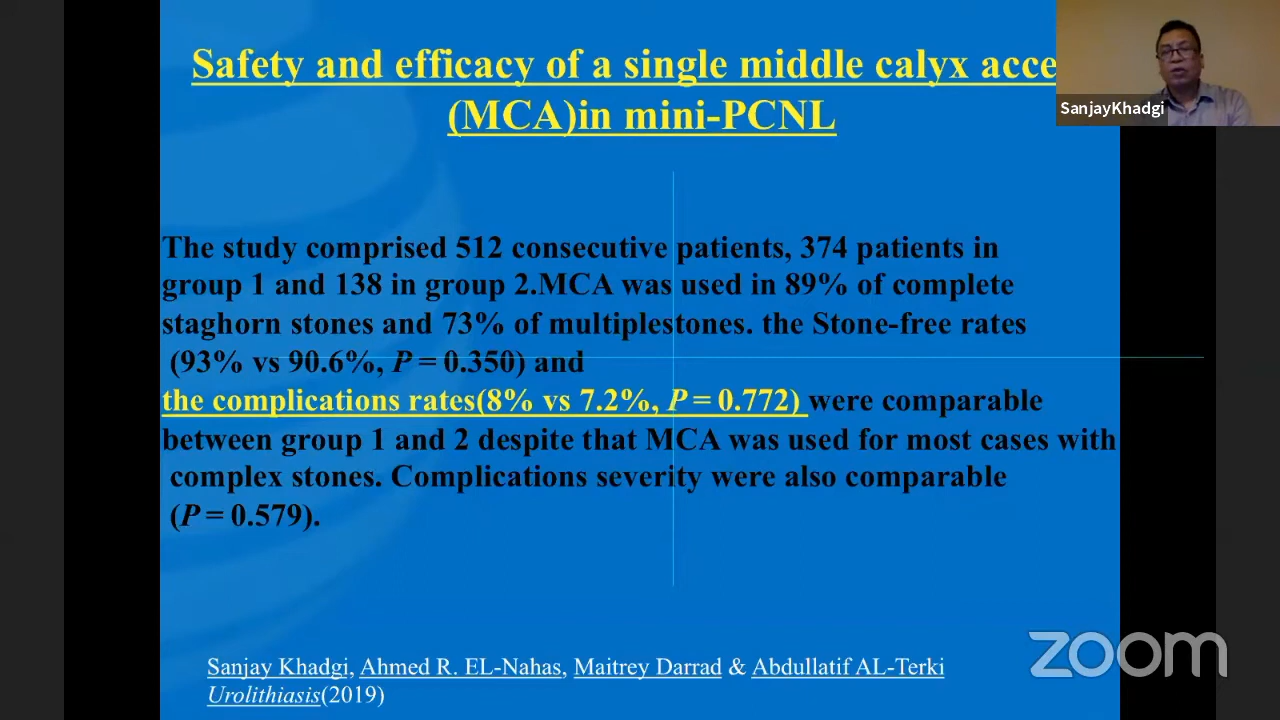 Safety and efficacy of a single middle calyx acce
(MCA)in mini-PCNL
SanjayKhadgi
The study comprised 512 consecutive patients, 374 patients in
group 1 and 138 in group 2.MCA was used in 89% of complete
staghorn stones and 73% of multiplestones. the Stone-free rates
(93% vs 90.6%, P = 0.350) and
the complications rates(8% vs 7.2%, P = 0.772) were comparable
between group 1 and 2 despite that MCA was used for most cases with
complex stones. Complications severity were also comparable
(P = 0.579).
Sanjay Khadgi, Ahmed R. EL-Nahas, Maitrey Darrad & Abdullatif AL-Terki
Urolithiasis(2019)
zoom